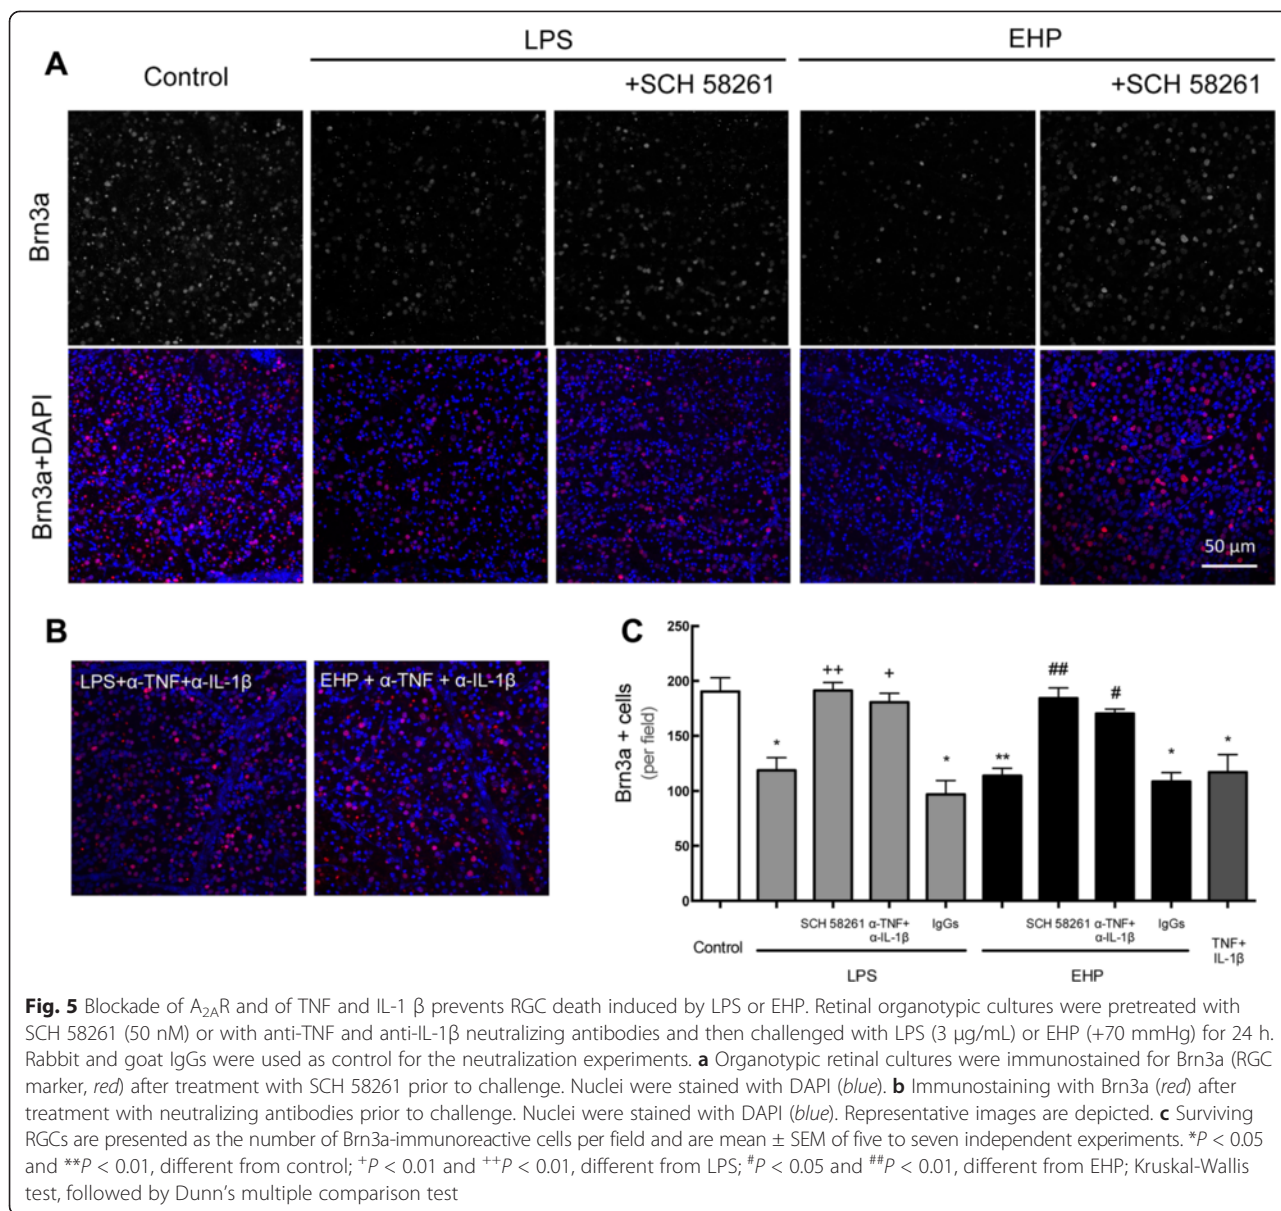 A
Control
LPS
EHP
+SCH 58261
+SCH 58261
Brn3a
Brn3a+DAPI
50 µm
B
LPS+α-TNF+α-IL-1β
EHP + α-TNF + α-IL-1β
C
Brn3a + cells
(per field)
250
200
150
100
50
0
*
++
+
*
**
##
#
*
*
Control
SCH 58261 α-TNF+ IgGs
α-IL-1β
SCH 58261 α-TNF+ IgGs
α-IL-1β
TNF+
IL-1β
LPS
EHP
Fig. 5 Blockade of A2AR and of TNF and IL-1 β prevents RGC death induced by LPS or EHP. Retinal organotypic cultures were pretreated with
SCH 58261 (50 nM) or with anti-TNF and anti-IL-1β neutralizing antibodies and then challenged with LPS (3 µg/mL) or EHP (+70 mmHg) for 24 h.
Rabbit and goat IgGs were used as control for the neutralization experiments. a Organotypic retinal cultures were immunostained for Brn3a (RGC
marker, red) after treatment with SCH 58261 prior to challenge. Nuclei were stained with DAPI (blue). b Immunostaining with Brn3a (red) after
treatment with neutralizing antibodies prior to challenge. Nuclei were stained with DAPI (blue). Representative images are depicted. c Surviving
RGCs are presented as the number of Brn3a-immunoreactive cells per field and are mean ± SEM of five to seven independent experiments. *P < 0.05
and **P < 0.01, different from control; +P < 0.01 and ++P < 0.01, different from LPS; #P < 0.05 and ##P < 0.01, different from EHP; Kruskal-Wallis
test, followed by Dunn's multiple comparison test